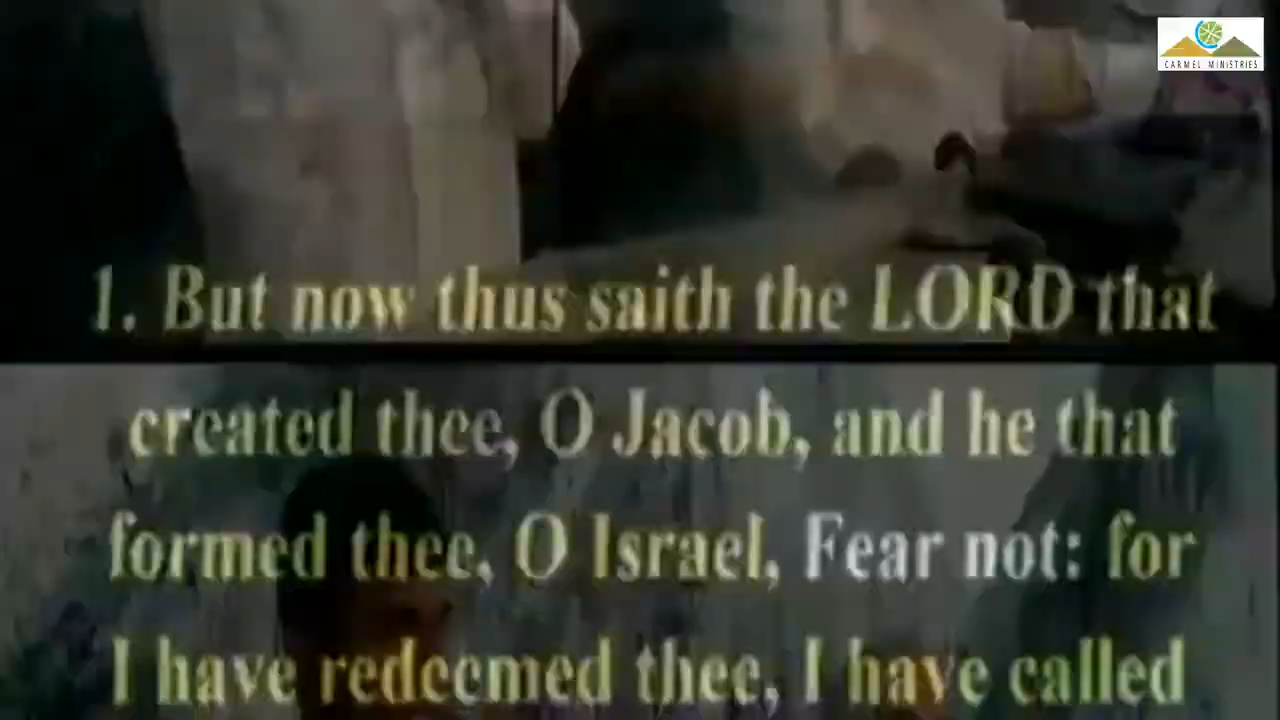 CARMEL MINISTRIES
1. But now thus saith the LORD that
created thee, O Jacob, and he that
formed thee, O Israel, Fear not: for
I have redeemed thee, I have called